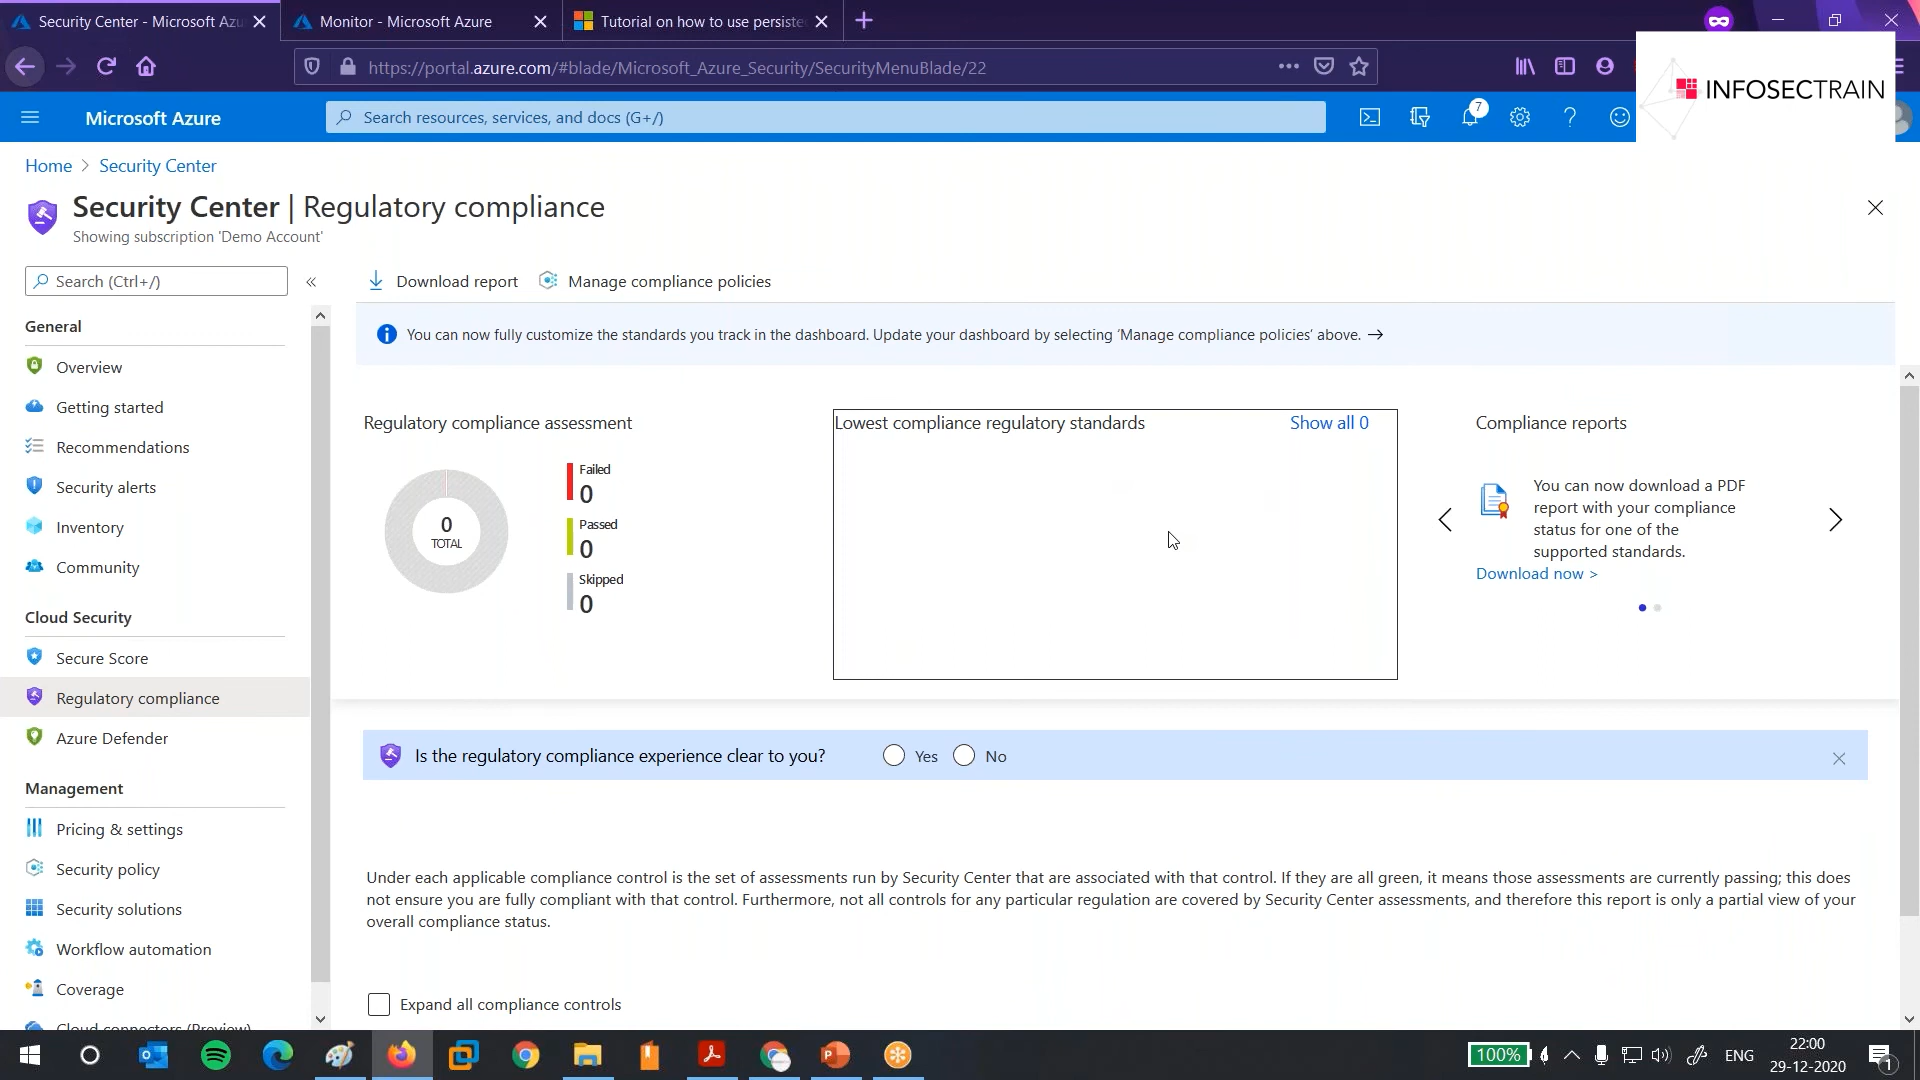 Security Center - Microsoft Azu
Monitor - Microsoft Azure
Tutorial on how to use persiste
https://portal.azure.com/#blade/Microsoft_Azure_Security/SecurityMenuBlade/22
INFOSECTRAIN
Microsoft Azure
Search resources, services, and docs (G+/)
7
Home > Security Center
Security Center | Regulatory compliance
Showing subscription 'Demo Account'
Search (Ctrl+/)
«
Download report
Manage compliance policies
You can now fully customize the standards you track in the dashboard. Update your dashboard by selecting ‘Manage compliance policies’ above. →
General
Overview
Getting started
Recommendations
Security alerts
Inventory
Community
Cloud Security
Secure Score
Regulatory compliance
Azure Defender
Management
Pricing & settings
Security policy
Security solutions
Workflow automation
Coverage
Cloud connectors (Preview)
Regulatory compliance assessment
0
TOTAL
Failed
0
Passed
0
Skipped
0
Lowest compliance regulatory standards
Show all 0
Compliance reports
You can now download a PDF
report with your compliance
status for one of the
supported standards.
Download now >
Is the regulatory compliance experience clear to you?
Yes
No
Under each applicable compliance control is the set of assessments run by Security Center that are associated with that control. If they are all green, it means those assessments are currently passing; this does
not ensure you are fully compliant with that control. Furthermore, not all controls for any particular regulation are covered by Security Center assessments, and therefore this report is only a partial view of your
overall compliance status.
Expand all compliance controls
100%
ENG
22:00
29-12-2020
1